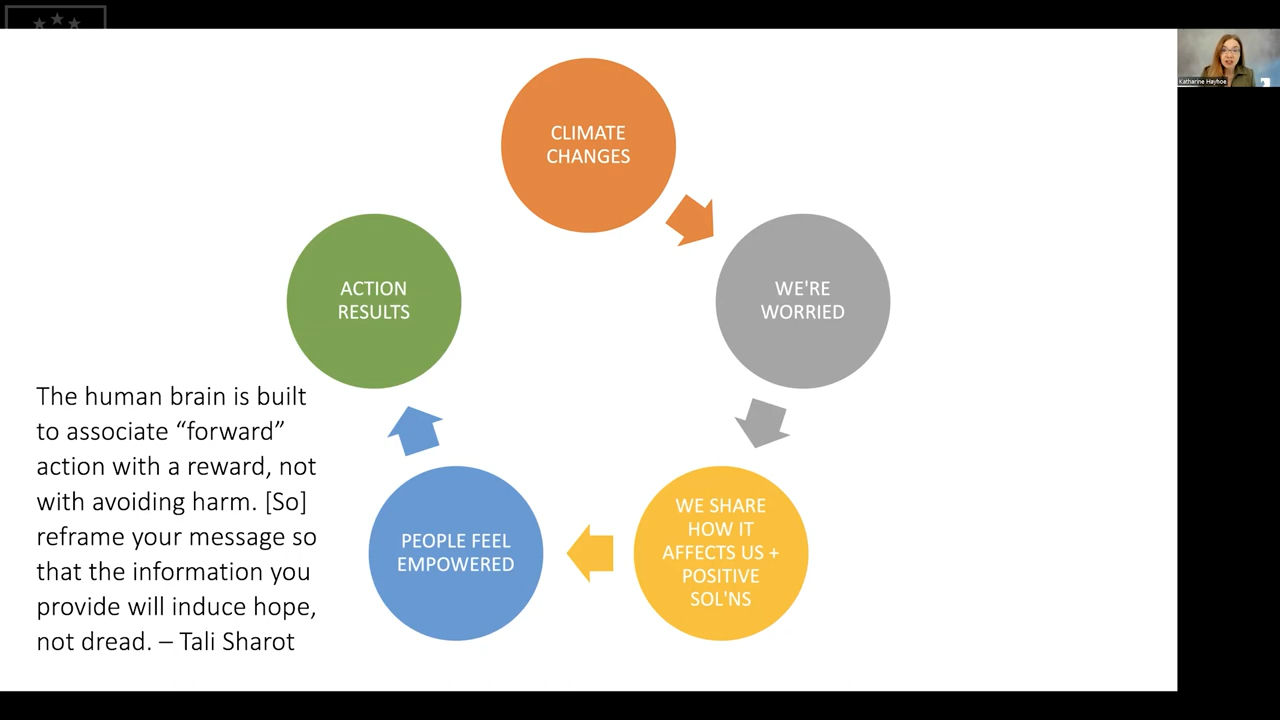 CLIMATE
CHANGES
WE'RE
WORRIED
WE SHARE
HOW IT
AFFECTS US +
POSITIVE
SOL'NS
PEOPLE FEEL
EMPOWERED
ACTION
RESULTS
The human brain is built
to associate “forward”
action with a reward, not
with avoiding harm. [So]
reframe your message so
that the information you
provide will induce hope,
not dread. – Tali Sharot
Katharine Hayhoe